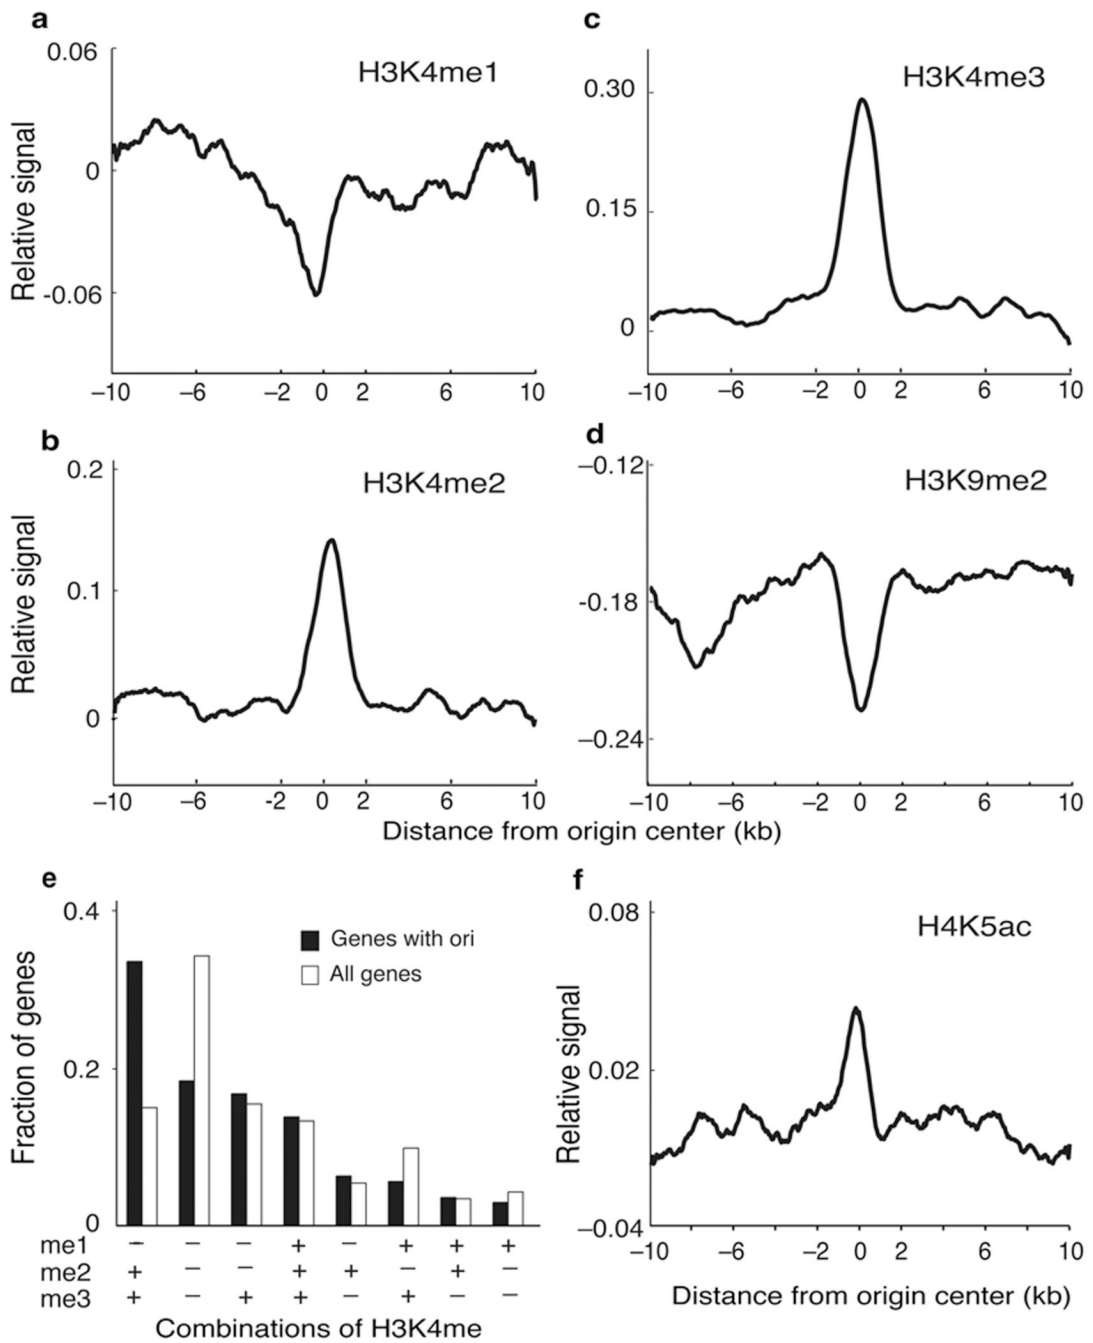 a
H3K4me1
Relative signal
0.06
0
-0.06
−10 −6 −2 0 2 6 10
c
H3K4me3
0.30
0.15
0
−10 −6 −2 0 2 6 10
b
H3K4me2
Relative signal
0.2
0.1
0
−10 −6 -2 0 2 6 10
d
H3K9me2
−0.12
-0.18
−0.24
−10 −6 −2 0 2 6 10
Distance from origin center (kb)
e
Fraction of genes
0.4
0.2
0
Genes with ori
All genes
me1 − − − + − + + +
me2 + − − + + − + −
me3 + − + + − + − −
Combinations of H3K4me
f
H4K5ac
Relative signal
0.08
0.02
−0.04
−10 −6 −2 0 2 6 10
Distance from origin center (kb)